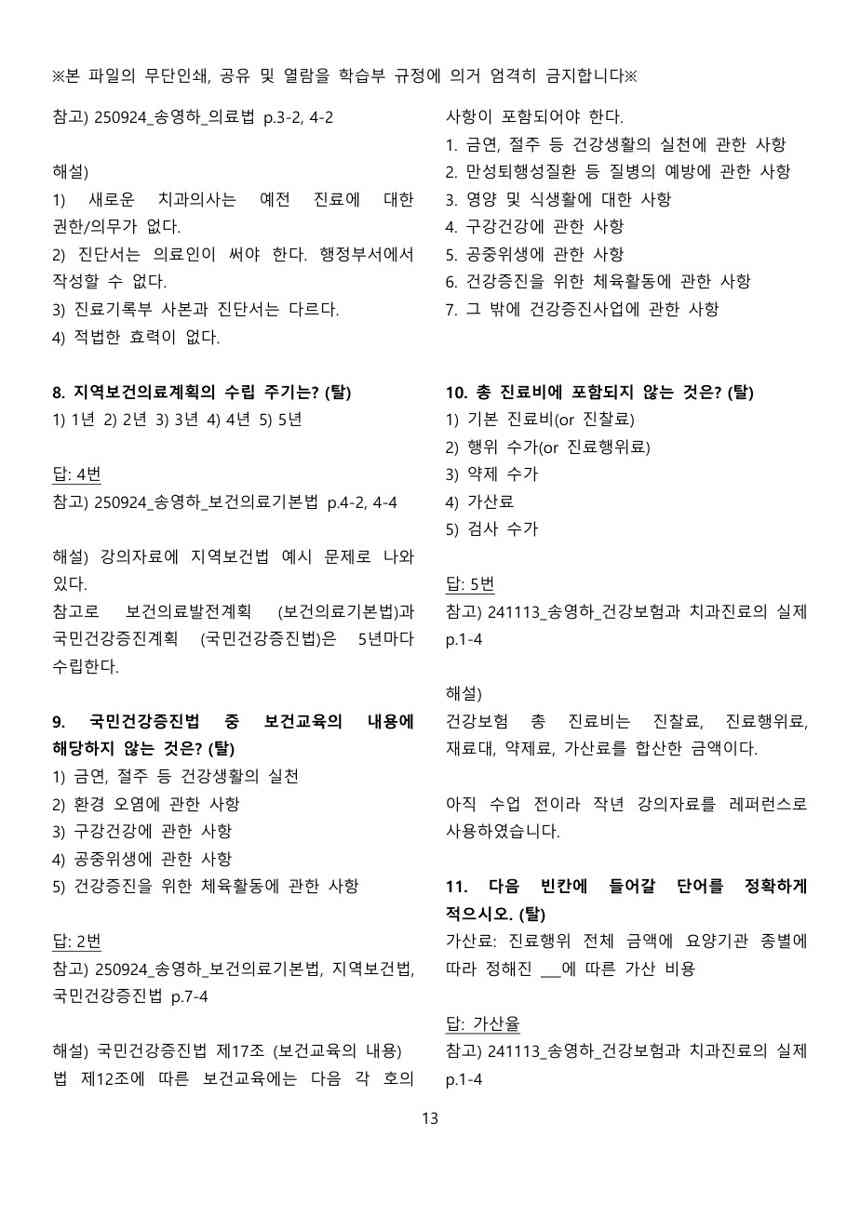 ※본 파일의 무단인쇄, 공유 및 열람을 학습부 규정에 의거 엄격히 금지합니다※
참고) 250924_송영하_의료법 p.3-2, 4-2
해설)
1) 새로운 치과의사는 예전 진료에 대한
권한/의무가 없다.
2) 진단서는 의료인이 써야 한다. 행정부서에서
작성할 수 없다.
3) 진료기록부 사본과 진단서는 다르다.
4) 적법한 효력이 없다.
8. 지역보건의료계획의 수립 주기는? (탈)
1) 1년 2) 2년 3) 3년 4) 4년 5) 5년
답: 4번
참고) 250924_송영하_보건의료기본법 p.4-2, 4-4
해설) 강의자료에 지역보건법 예시 문제로 나와
있다.
참고로 보건의료발전계획 (보건의료기본법)과
국민건강증진계획 (국민건강증진법)은 5년마다
수립한다.
9. 국민건강증진법 중 보건교육의 내용에
해당하지 않는 것은? (탈)
1) 금연, 절주 등 건강생활의 실천
2) 환경 오염에 관한 사항
3) 구강건강에 관한 사항
4) 공중위생에 관한 사항
5) 건강증진을 위한 체육활동에 관한 사항
답: 2번
참고) 250924_송영하_보건의료기본법, 지역보건법,
국민건강증진법 p.7-4
해설) 국민건강증진법 제17조 (보건교육의 내용)
법 제12조에 따른 보건교육에는 다음 각 호의
사항이 포함되어야 한다.
1. 금연, 절주 등 건강생활의 실천에 관한 사항
2. 만성퇴행성질환 등 질병의 예방에 관한 사항
3. 영양 및 식생활에 대한 사항
4. 구강건강에 관한 사항
5. 공중위생에 관한 사항
6. 건강증진을 위한 체육활동에 관한 사항
7. 그 밖에 건강증진사업에 관한 사항
10. 총 진료비에 포함되지 않는 것은? (탈)
1) 기본 진료비(or 진찰료)
2) 행위 수가(or 진료행위료)
3) 약제 수가
4) 가산료
5) 검사 수가
답: 5번
참고) 241113_송영하_건강보험과 치과진료의 실제
p.1-4
해설)
건강보험 총 진료비는 진찰료, 진료행위료,
재료대, 약제료, 가산료를 합산한 금액이다.
아직 수업 전이라 작년 강의자료를 레퍼런스로
사용하였습니다.
11. 다음 빈칸에 들어갈 단어를 정확하게
적으시오. (탈)
가산료: 진료행위 전체 금액에 요양기관 종별에
따라 정해진 ___에 따른 가산 비용
답: 가산율
참고) 241113_송영하_건강보험과 치과진료의 실제
p.1-4
13